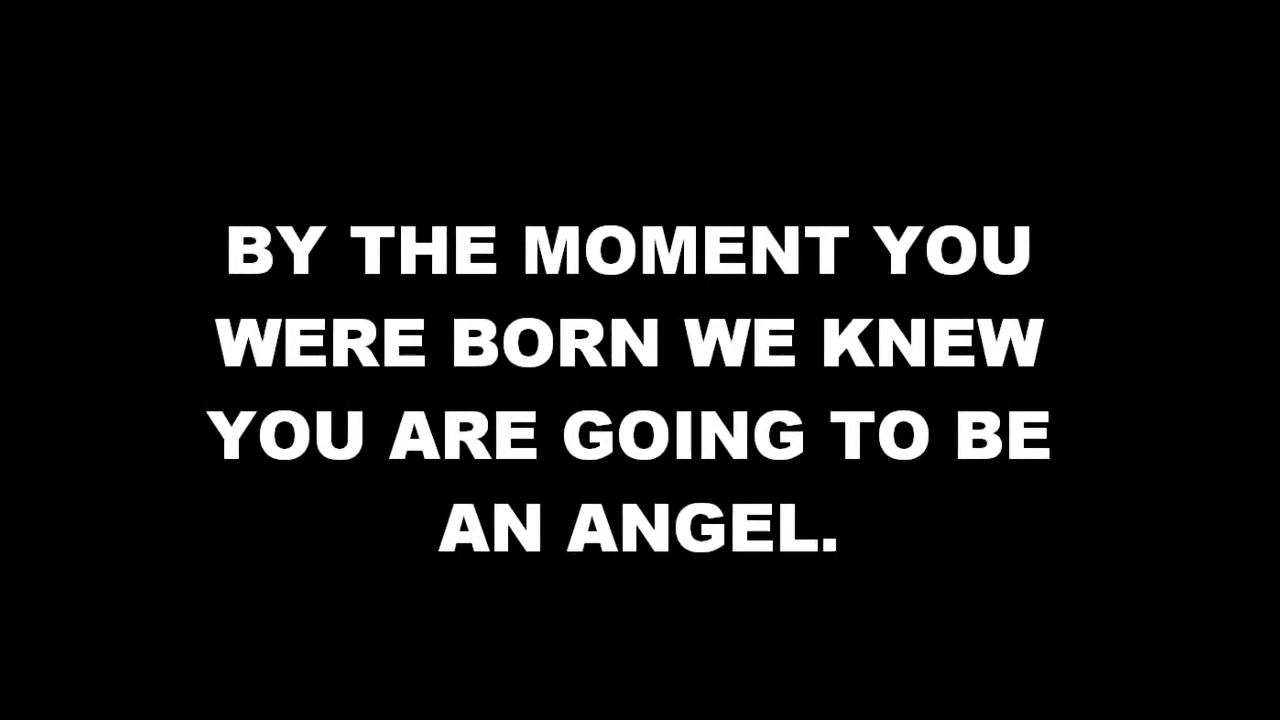 BY THE MOMENT YOU
WERE BORN WE KNEW
YOU ARE GOING TO BE
AN ANGEL.